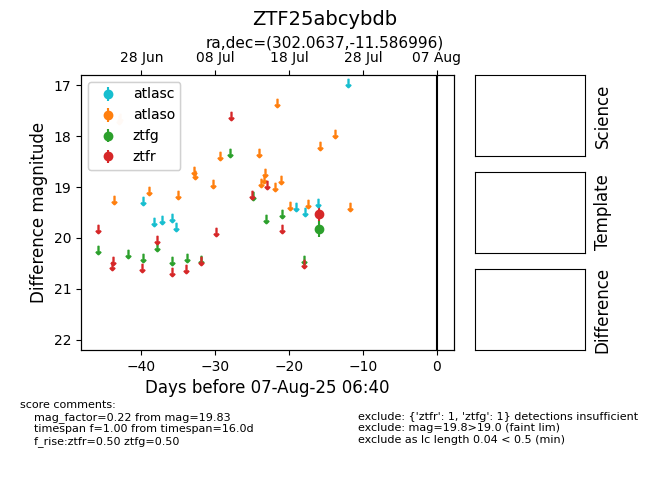 ZTF25abcybdb
ra,dec=(302.0637,-11.586996)
28 Jun 08 Jul 18 Jul 28 Jul 07 Aug
atlasc
atlaso
ztfg
ztfr
17
18
19
20
21
22
Difference magnitude
−40 −30 −20 −10 0
Days before 07-Aug-25 06:40
Science
Template
Difference
score comments:
mag_factor=0.22 from mag=19.83
timespan f=1.00 from timespan=16.0d
f_rise:ztfr=0.50 ztfg=0.50
exclude: {'ztfr': 1, 'ztfg': 1} detections insufficient
exclude: mag=19.8>19.0 (faint lim)
exclude as lc length 0.04 < 0.5 (min)